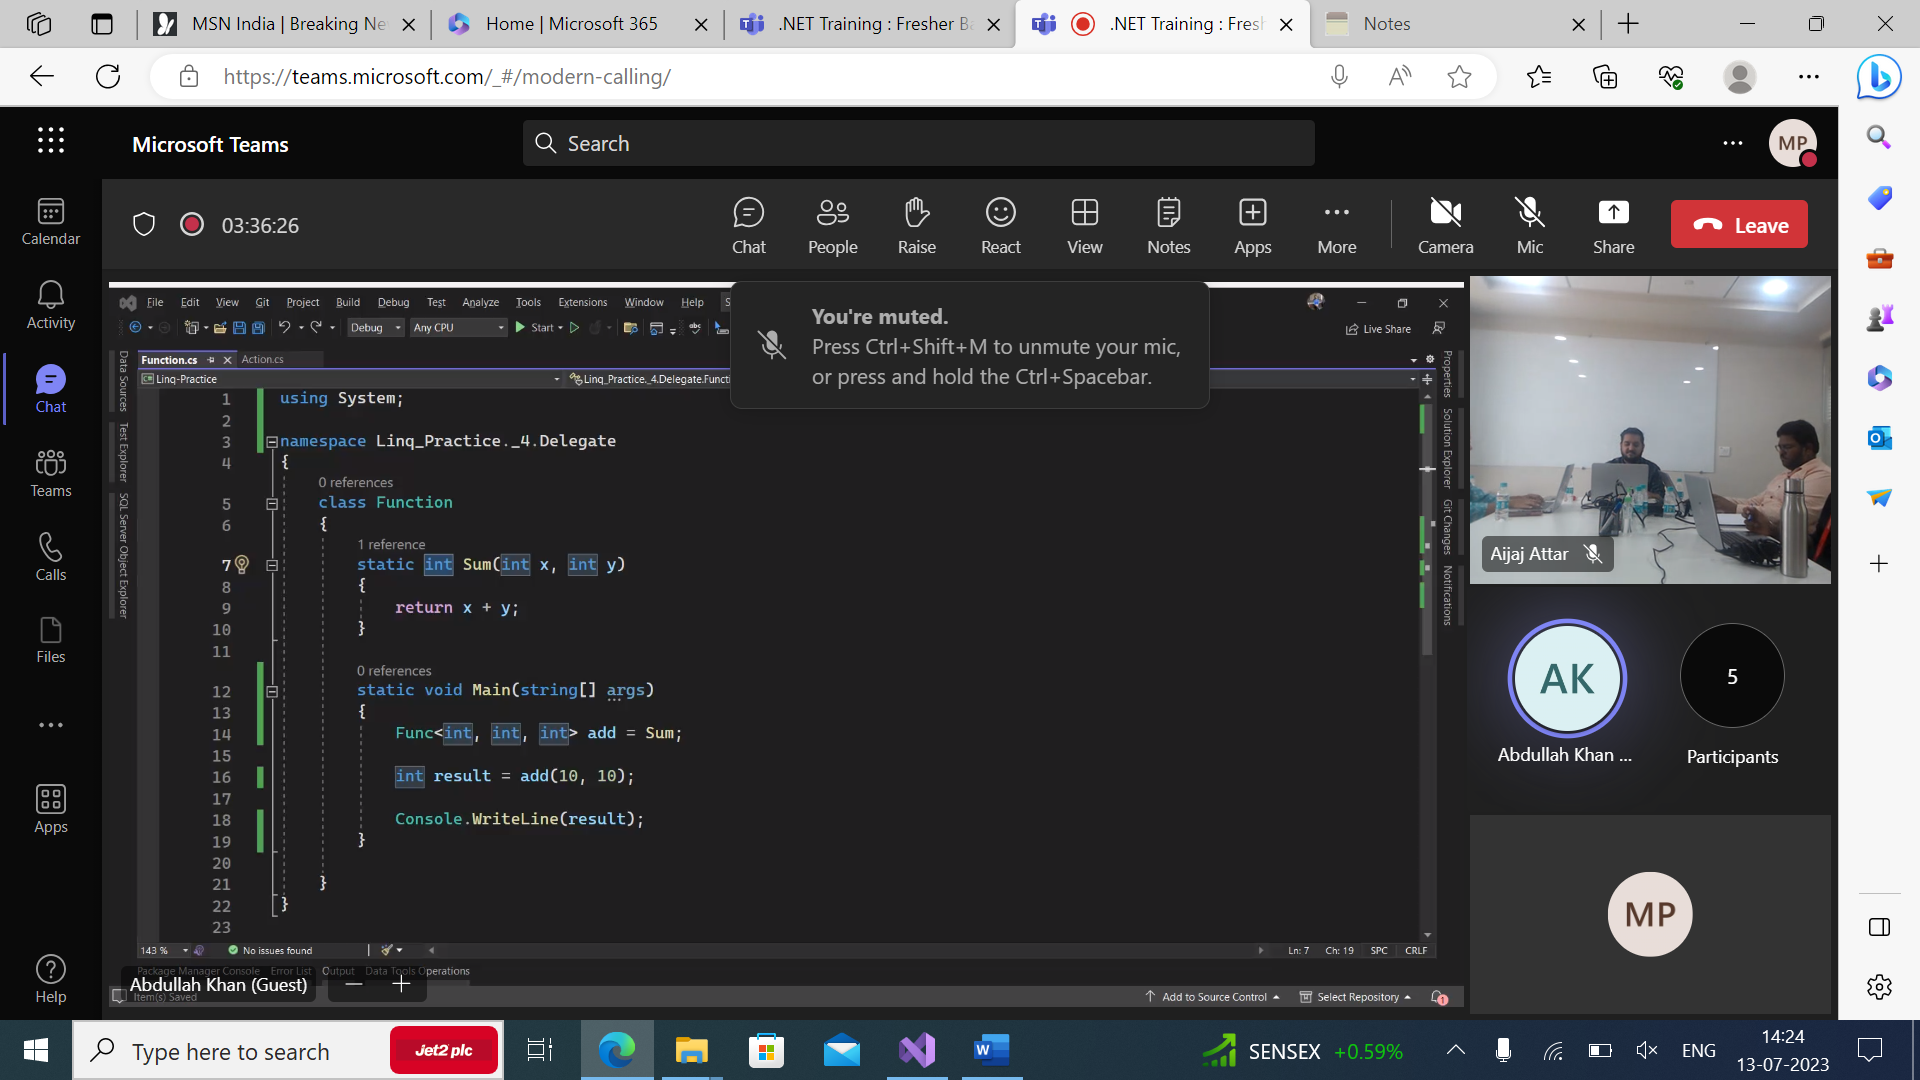 MSN India | Breaking Ne
Home | Microsoft 365
.NET Training : Fresher Ba
.NET Training : Fresh
Notes
https://teams.microsoft.com/_#/modern-calling/
Microsoft Teams
Search
MP
Calendar
Activity
Chat
Teams
Calls
Files
Apps
Help
03:36:26
Chat
People
Raise
React
View
Notes
Apps
More
Camera
Mic
Share
Leave
File Edit View Git Project Build Debug Test Analyze Tools Extensions Window Help
Debug Any CPU Start Live Share
You're muted.
Press Ctrl+Shift+M to unmute your mic,
or press and hold the Ctrl+Spacebar.
Function.cs Action.cs
Linq-Practice Linq_Practice._4.Delegate.Functi
Data Sources
Test Explorer
SQL Server Object Explorer
1 using System;
2
3 namespace Linq_Practice._4.Delegate
4 {
0 references
5 class Function
6 {
1 reference
7 static int Sum(int x, int y)
8 {
9 return x + y;
10 }
11
0 references
12 static void Main(string[] args)
13 {
14 Func<int, int, int> add = Sum;
15
16 int result = add(10, 10);
17
18 Console.WriteLine(result);
19 }
20
21 }
22 }
23
Properties
Solution Explorer
Git Changes
Notifications
143 % No issues found Ln: 7 Ch: 19 SPC CRLF
Package Manager Console Error List Output Data Tools Operations
Abdullah Khan (Guest)
Item(s) Saved Add to Source Control Select Repository 1
Aijaj Attar
AK
Abdullah Khan ...
5
Participants
MP
Type here to search
Jet2 plc
SENSEX +0.59%
ENG
14:24
13-07-2023